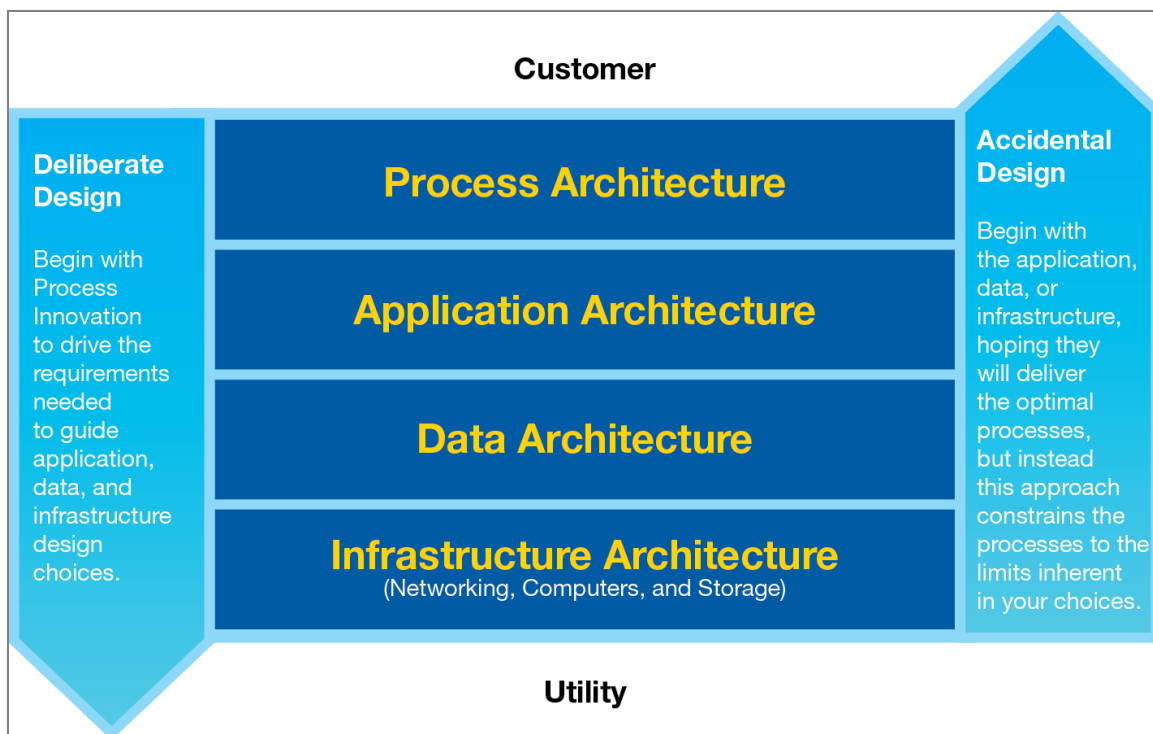 Customer
Deliberate
Design
Begin with
Process
Innovation
to drive the
requirements
needed
to guide
application,
data, and
infrastructure
design
choices.
Process Architecture
Application Architecture
Data Architecture
Infrastructure Architecture
(Networking, Computers, and Storage)
Accidental
Design
Begin with
the application,
data, or
infrastructure,
hoping they
will deliver
the optimal
processes,
but instead
this approach
constrains the
processes to the
limits inherent
in your choices.
Utility